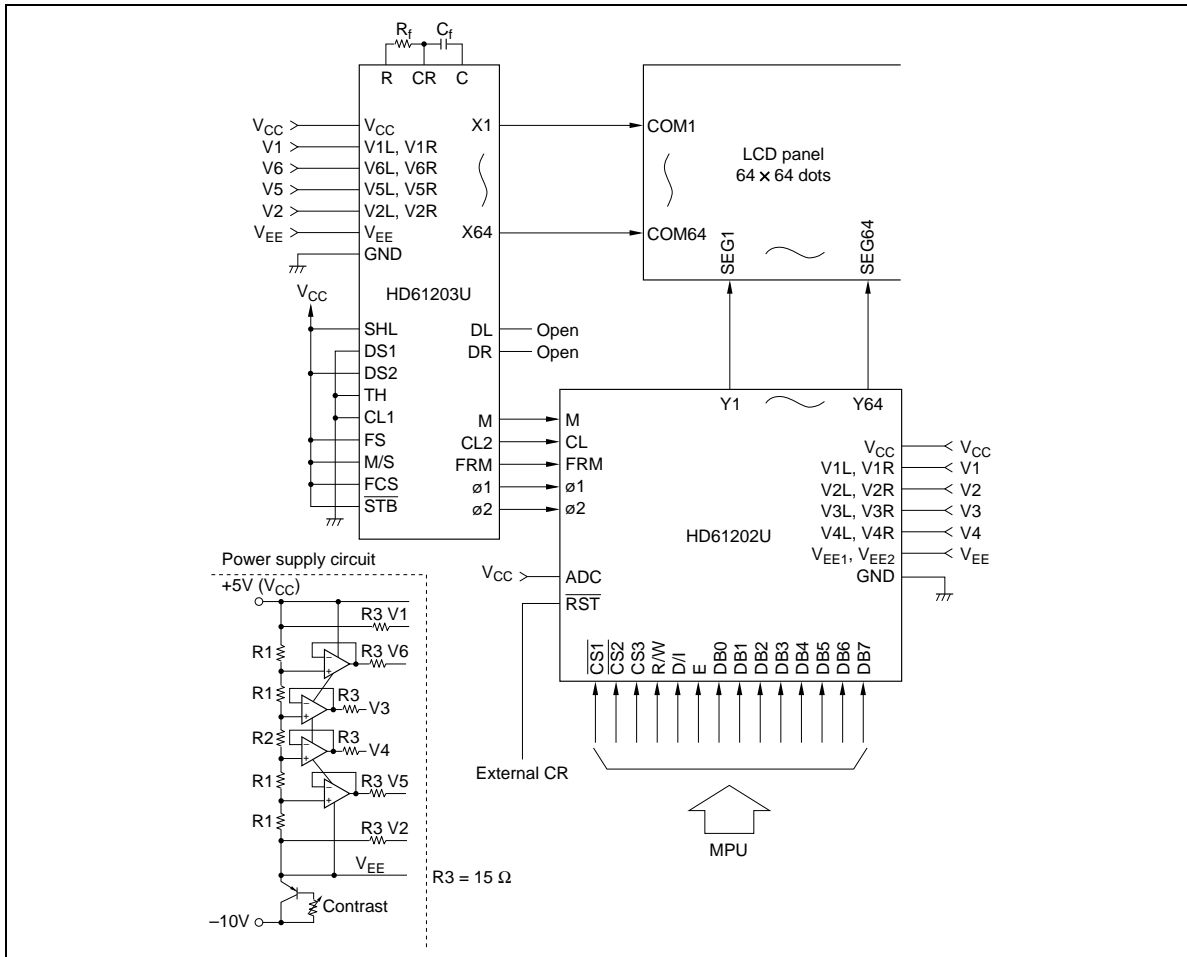 Rf Cf
R CR C
VCC VCC X1 COM1
V1 V1L, V1R
V6 V6L, V6R
V5 V5L, V5R
V2 V2L, V2R
VEE VEE X64 COM64
GND
LCD panel
64 × 64 dots
SEG1 SEG64
HD61203U
VCC
SHL DL Open
DS1 DR Open
DS2
TH
CL1
FS
M/S
FCS
STB
M M
CL2 CL
FRM FRM
ø1 ø1
ø2 ø2
Y1 Y64
VCC VCC
V1L, V1R V1
V2L, V2R V2
V3L, V3R V3
V4L, V4R V4
VEE1, VEE2 VEE
GND
HD61202U
VCC ADC
RST
CS1 CS2 CS3 R/W D/I E DB0 DB1 DB2 DB3 DB4 DB5 DB6 DB7
External CR
MPU
Power supply circuit
+5V (VCC)
R3 V1
R1 R3 V6
R1 R3 V3
R2 R3 V4
R1 R3 V5
R1 R3 V2
VEE
R3 = 15 Ω
Contrast
–10V